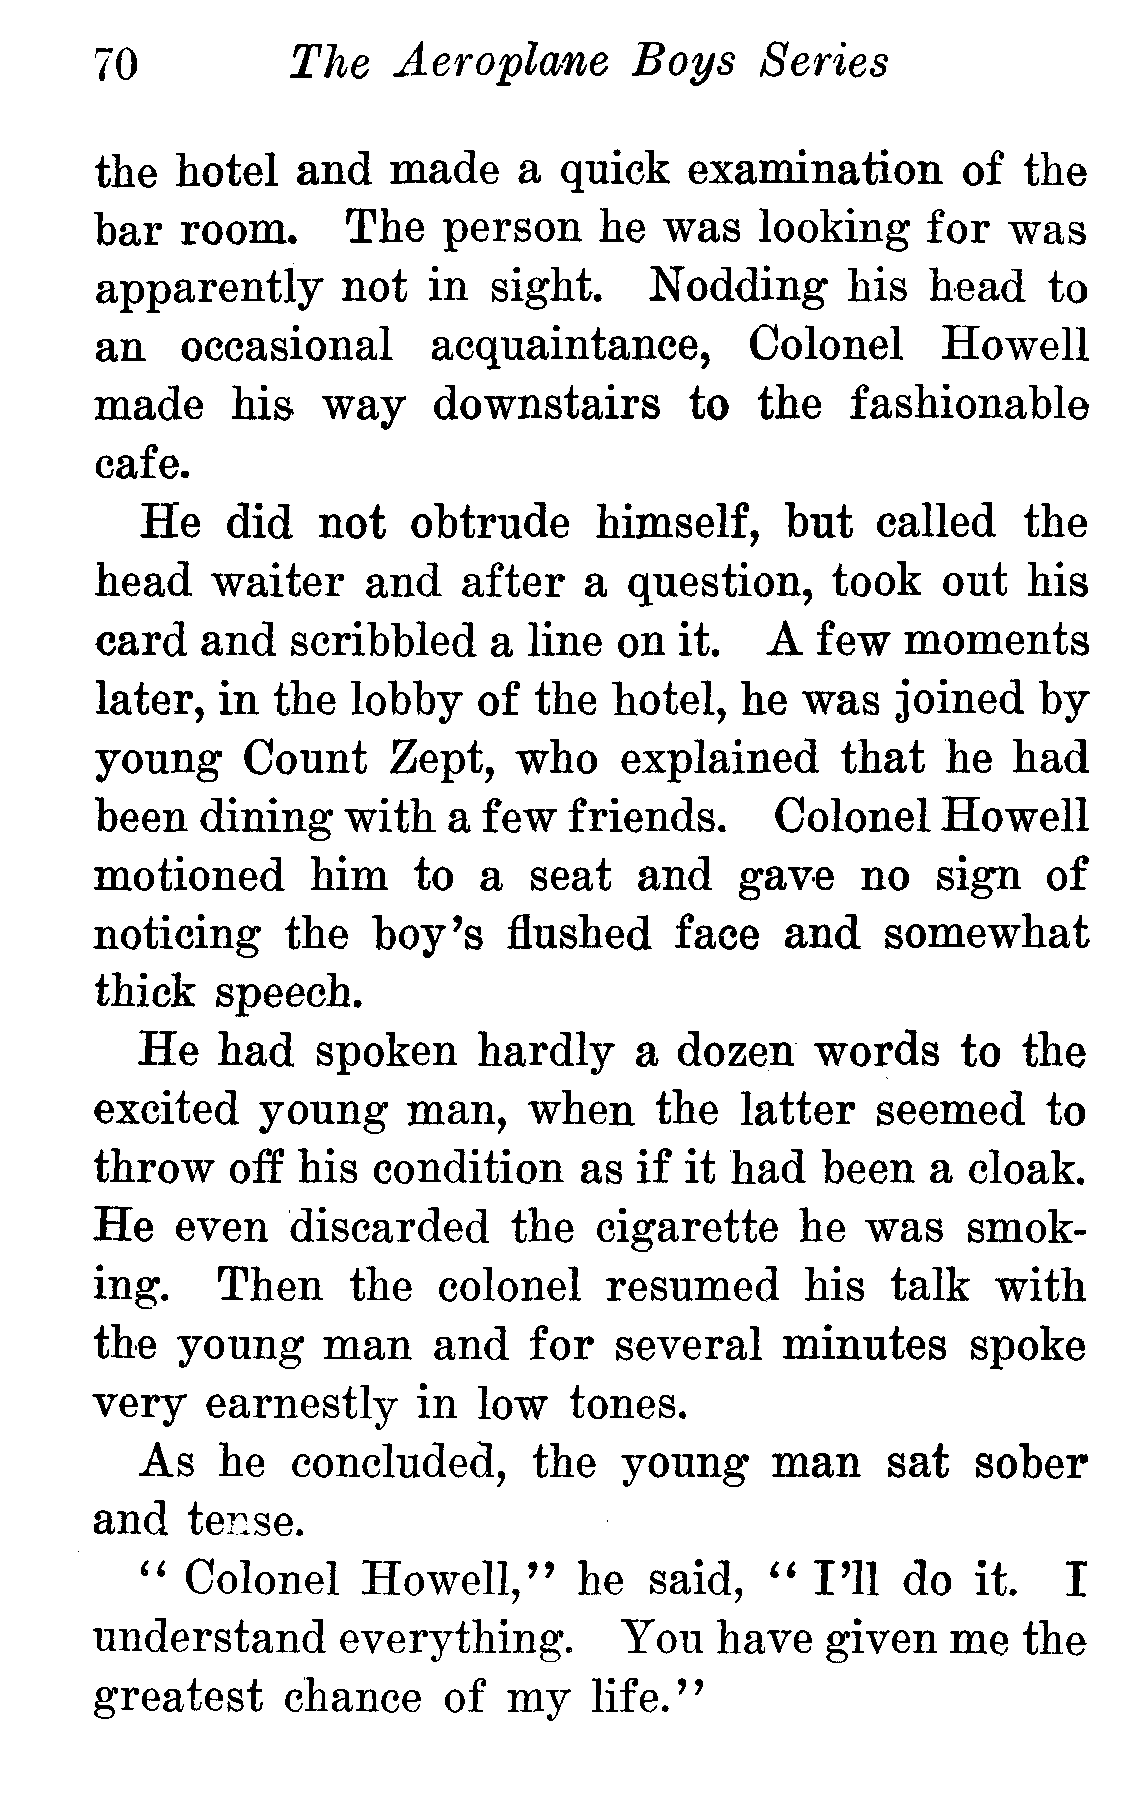 70 The Aeroplane Boys Series
the hotel and made a quick examination of the
bar room. The person he was looking for was
apparently not in sight. Nodding his head to
an occasional acquaintance, Colonel Howell
made his way downstairs to the fashionable
cafe.
He did not obtrude himself, but called the
head waiter and after a question, took out his
card and scribbled a line on it. A few moments
later, in the lobby of the hotel, he was joined by
young Count Zept, who explained that he had
been dining with a few friends. Colonel Howell
motioned him to a seat and gave no sign of
noticing the boy's flushed face and somewhat
thick speech.
He had spoken hardly a dozen words to the
excited young man, when the latter seemed to
throw off his condition as if it had been a cloak.
He even discarded the cigarette he was smok-
ing. Then the colonel resumed his talk with
the young man and for several minutes spoke
very earnestly in low tones.
As he concluded, the young man sat sober
and tense.
"Colonel Howell," he said, "I'll do it. I
understand everything. You have given me the
greatest chance of my life."